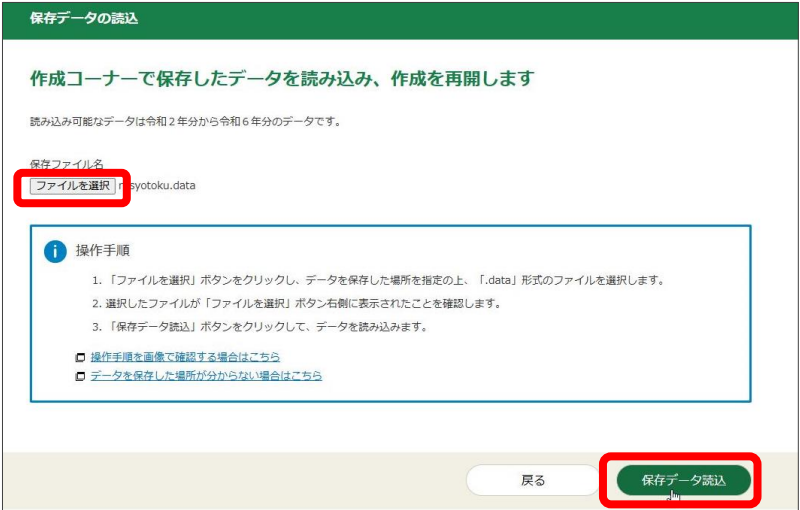 保存データの読込
作成コーナーで保存したデータを読み込み、作成を再開します
読み込み可能なデータは令和２年分から令和６年分のデータです。
保存ファイル名
ファイルを選択 syotoku.data
操作手順
1. 「ファイルを選択」ボタンをクリックし、データを保存した場所を指定の上、「.data」形式のファイルを選択します。
2. 選択したファイルが「ファイルを選択」ボタン右側に表示されたことを確認します。
3. 「保存データ読込」ボタンをクリックして、データを読み込みます。
操作手順を画像で確認する場合はこちら
データを保存した場所が分からない場合はこちら
戻る
保存データ読込